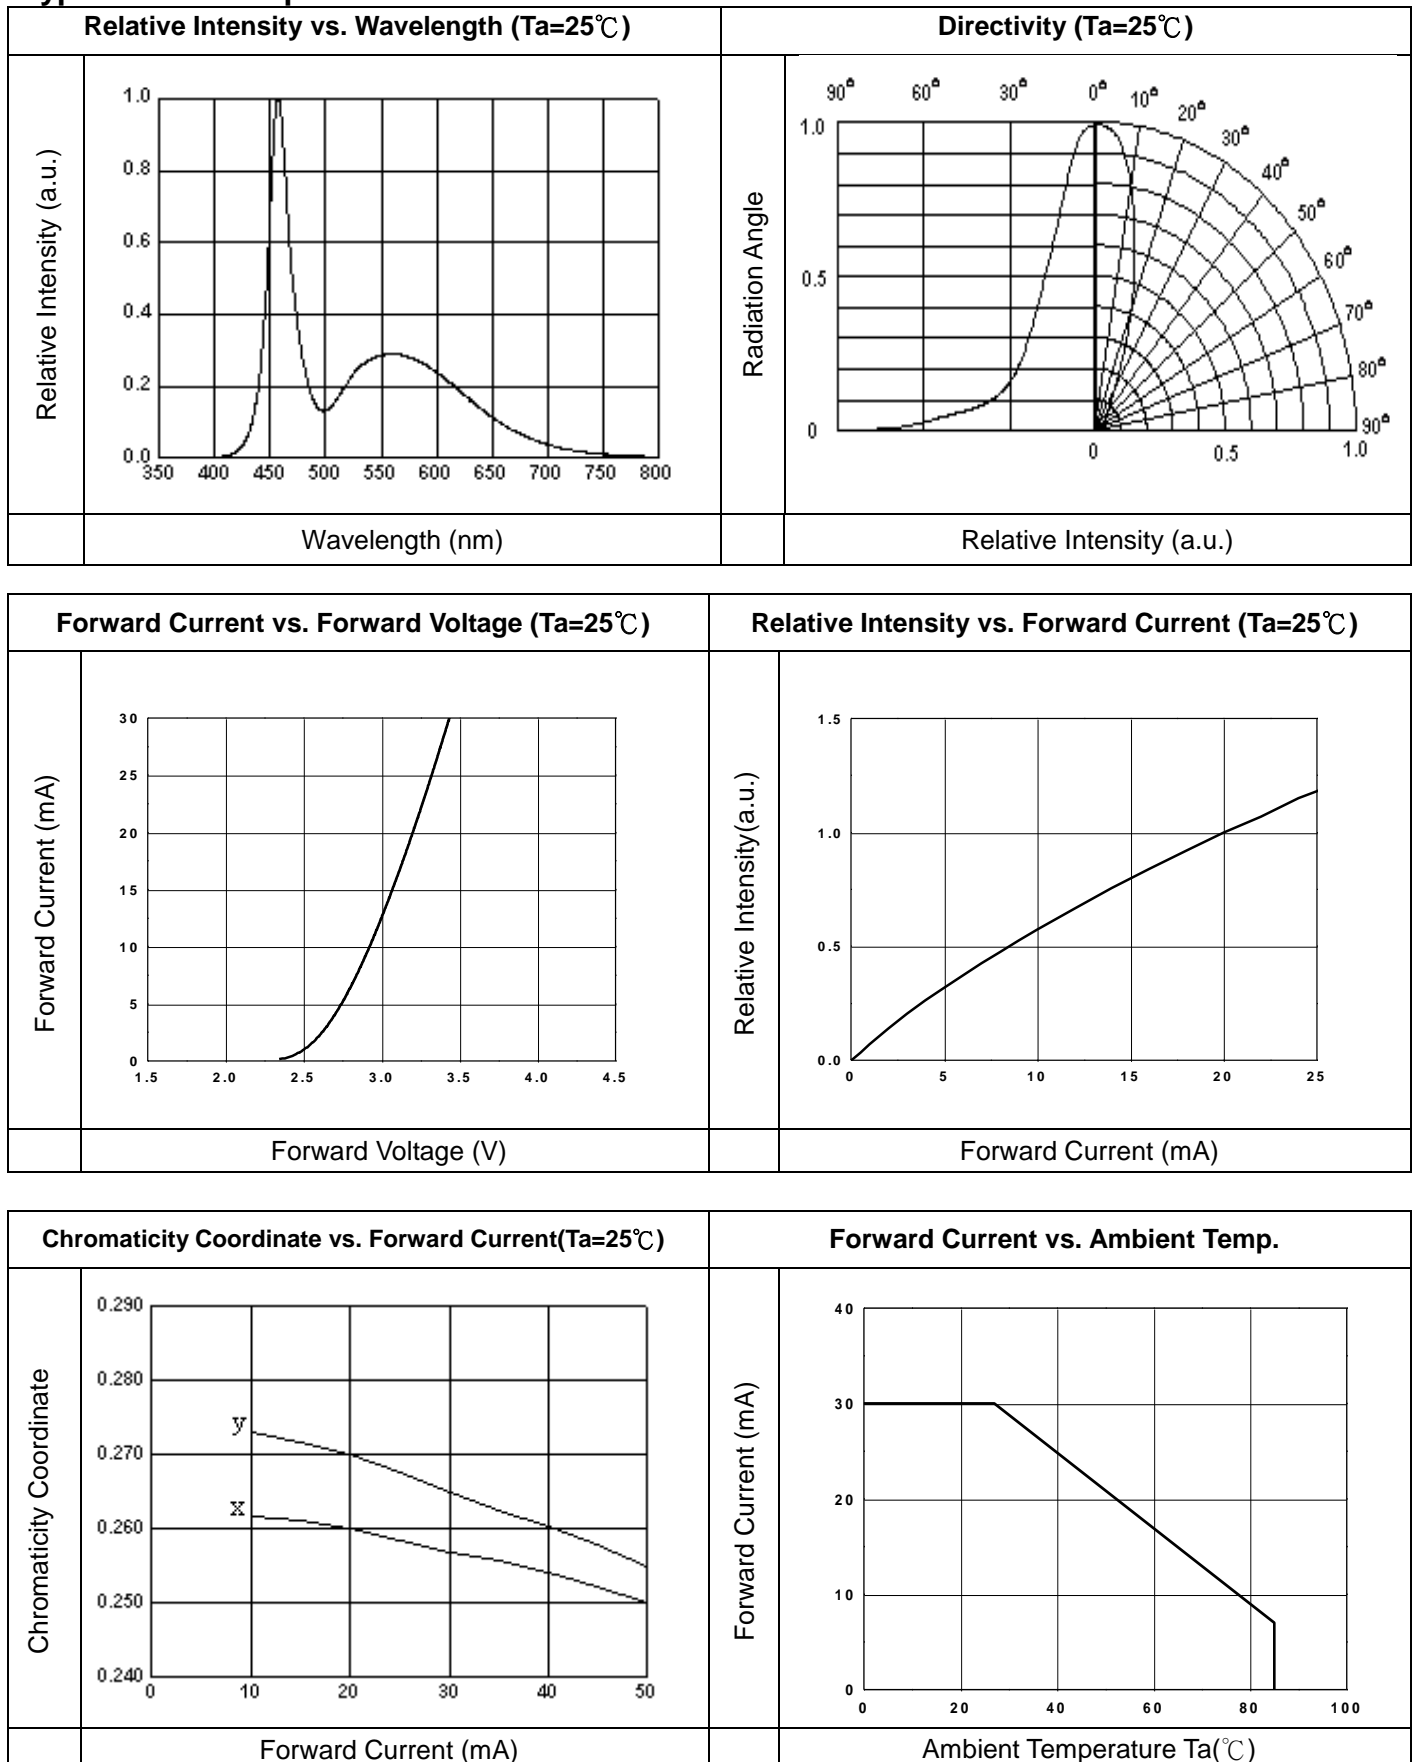 Relative Intensity vs. Wavelength (Ta=25℃)
Relative Intensity (a.u.)
1.0
0.8
0.6
0.4
0.2
0.0
350 400 450 500 550 600 650 700 750 800
Wavelength (nm)
Directivity (Ta=25℃)
Radiation Angle
90° 60° 30° 0° 10° 20° 30° 40° 50° 60° 70° 80° 90°
1.0
0.5
0
0 0.5 1.0
Relative Intensity (a.u.)
Forward Current vs. Forward Voltage (Ta=25℃)
Forward Current (mA)
30
25
20
15
10
5
0
1.5 2.0 2.5 3.0 3.5 4.0 4.5
Forward Voltage (V)
Relative Intensity vs. Forward Current (Ta=25℃)
Relative Intensity(a.u.)
1.5
1.0
0.5
0.0
0 5 10 15 20 25
Forward Current (mA)
Chromaticity Coordinate vs. Forward Current(Ta=25℃)
Chromaticity Coordinate
0.290
0.280
0.270
0.260
0.250
0.240
y
x
0 10 20 30 40 50
Forward Current (mA)
Forward Current vs. Ambient Temp.
Forward Current (mA)
40
30
20
10
0
0 20 40 60 80 100
Ambient Temperature Ta(℃)